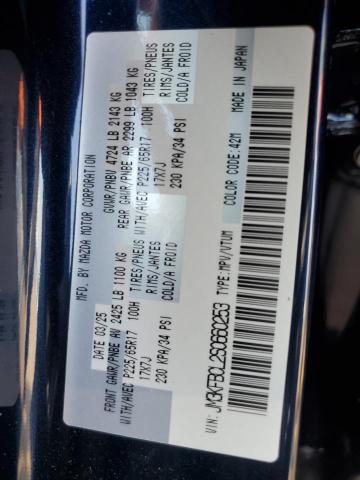 MFD. BY MAZDA MOTOR CORPORATION
DATE 03/25
GVWR/PNBV 4724 LB 2143 KG
FRONT GAWR/PNBE AV 2425 LB 1100 KG
REAR GAWR/PNBE AR 2299 LB 1043 KG
WITH/AVEC P225/65R17 100H TIRES/PNEUS
WITH/AVEC P225/65R17 100H TIRES/PNEUS
17X7J RIMS/JANTES
17X7J RIMS/JANTES
230 KPA/34 PSI COLD/A FROID
230 KPA/34 PSI COLD/A FROID
TYPE:MPV/VTUM
COLOR CODE: 42M
MADE IN JAPAN